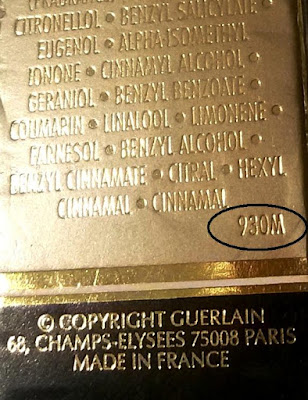 CITRONELLOL • BENZYL SALICYLATE •
EUGENOL • ALPHA-ISOMETHYL
IONONE • CINNAMYL ALCOHOL •
GERANIOL • BENZYL BENZOATE •
COUMARIN • LINALOOL • LIMONENE •
FARNESOL • BENZYL ALCOHOL •
BENZYL CINNAMATE • CITRAL • HEXYL
CINNAMAL • CINNAMAL
930M
© COPYRIGHT GUERLAIN
68, CHAMPS-ELYSEES 75008 PARIS
MADE IN FRANCE